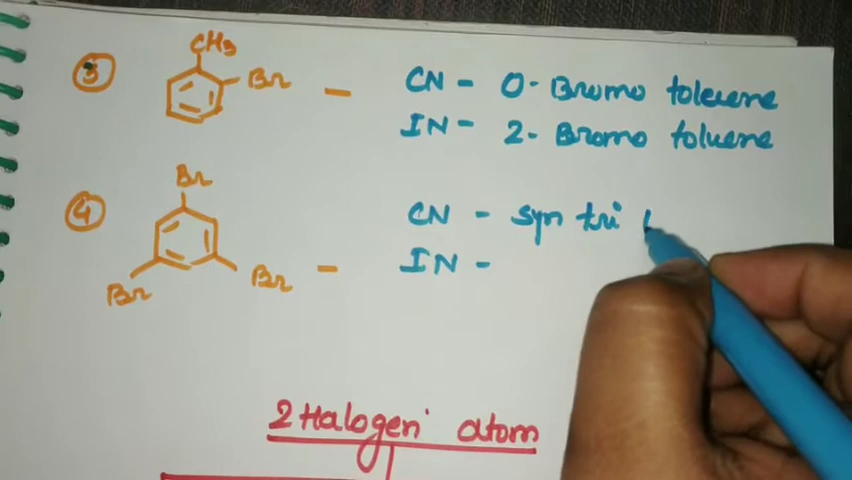 CH3
3 Br - CN - O- Bromo toluene
IN - 2- Bromo toluene
Br
4 CN - syn tri
Br Br - IN -
2 Halogen atom